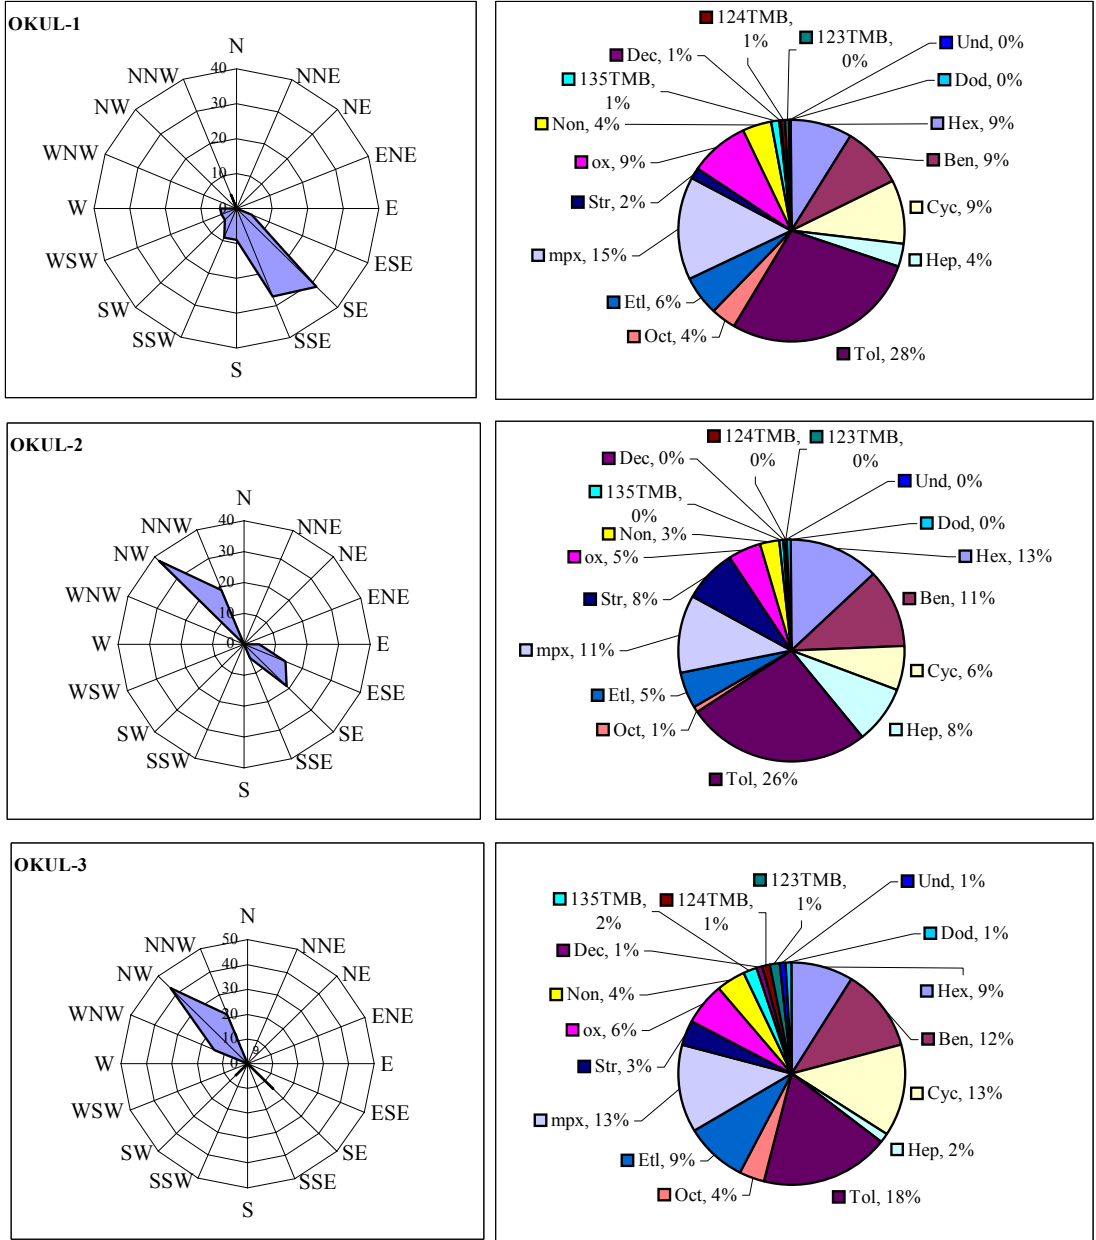 OKUL-1
N
NNE
NE
ENE
E
ESE
SE
SSE
S
SSW
SW
WSW
W
WNW
NW
NNW
40
30
20
10
0
124TMB,
1%
123TMB,
0%
Und, 0%
Dod, 0%
Hex, 9%
Ben, 9%
Cyc, 9%
Hep, 4%
Tol, 28%
Oct, 4%
Etl, 6%
mpx, 15%
Str, 2%
ox, 9%
Non, 4%
135TMB,
1%
Dec, 1%
OKUL-2
N
NNE
NE
ENE
E
ESE
SE
SSE
S
SSW
SW
WSW
W
WNW
NW
NNW
40
30
20
10
0
124TMB,
0%
123TMB,
0%
Und, 0%
Dod, 0%
Hex, 13%
Ben, 11%
Cyc, 6%
Hep, 8%
Tol, 26%
Oct, 1%
Etl, 5%
mpx, 11%
Str, 8%
ox, 5%
Non, 3%
135TMB,
0%
Dec, 0%
OKUL-3
N
NNE
NE
ENE
E
ESE
SE
SSE
S
SSW
SW
WSW
W
WNW
NW
NNW
50
40
30
20
10
0
9
123TMB,
1%
Und, 1%
Dod, 1%
Hex, 9%
Ben, 12%
Cyc, 13%
Hep, 2%
Tol, 18%
Oct, 4%
Etl, 9%
mpx, 13%
Str, 3%
ox, 6%
Non, 4%
Dec, 1%
135TMB,
2%
124TMB,
1%